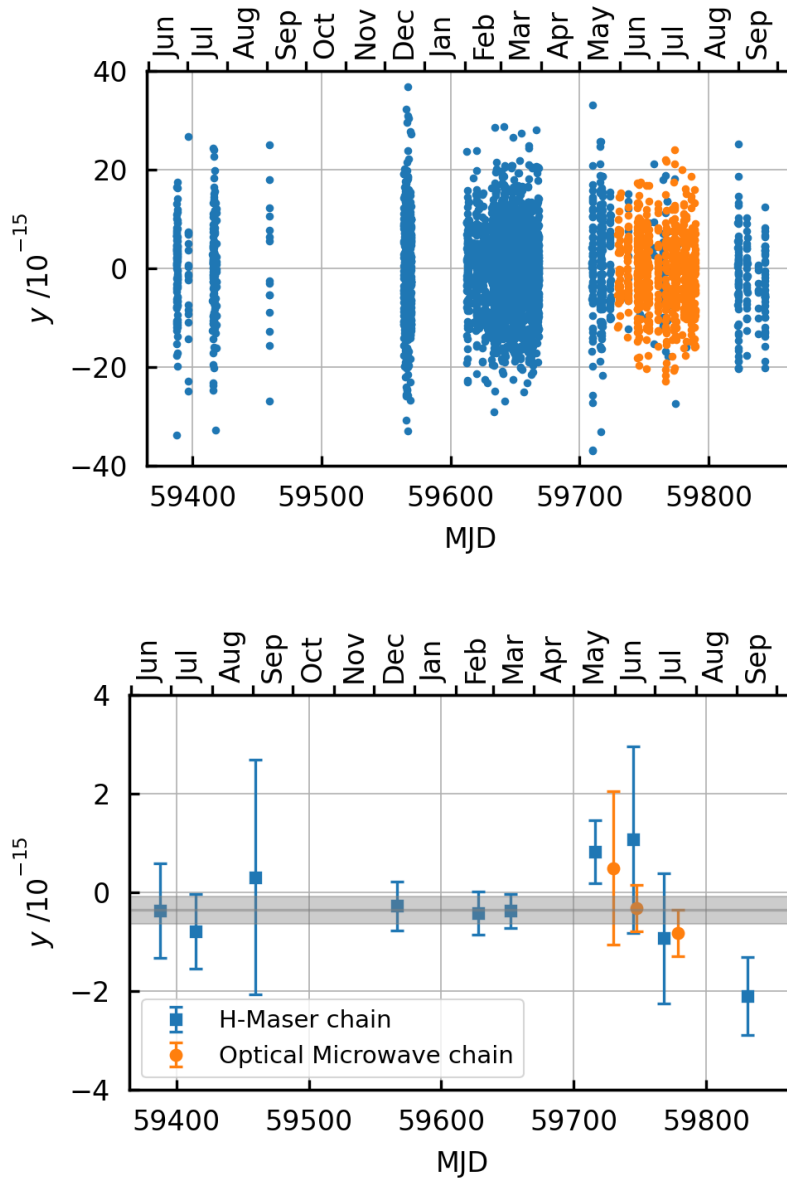 Jun Jul Aug Sep Oct Nov Dec Jan Feb Mar Apr May Jun Jul Aug Sep
40
20
0
−20
−40
y /10⁻¹⁵
59400 59500 59600 59700 59800
MJD
Jun Jul Aug Sep Oct Nov Dec Jan Feb Mar Apr May Jun Jul Aug Sep
4
2
0
−2
−4
y /10⁻¹⁵
H-Maser chain
Optical Microwave chain
59400 59500 59600 59700 59800
MJD